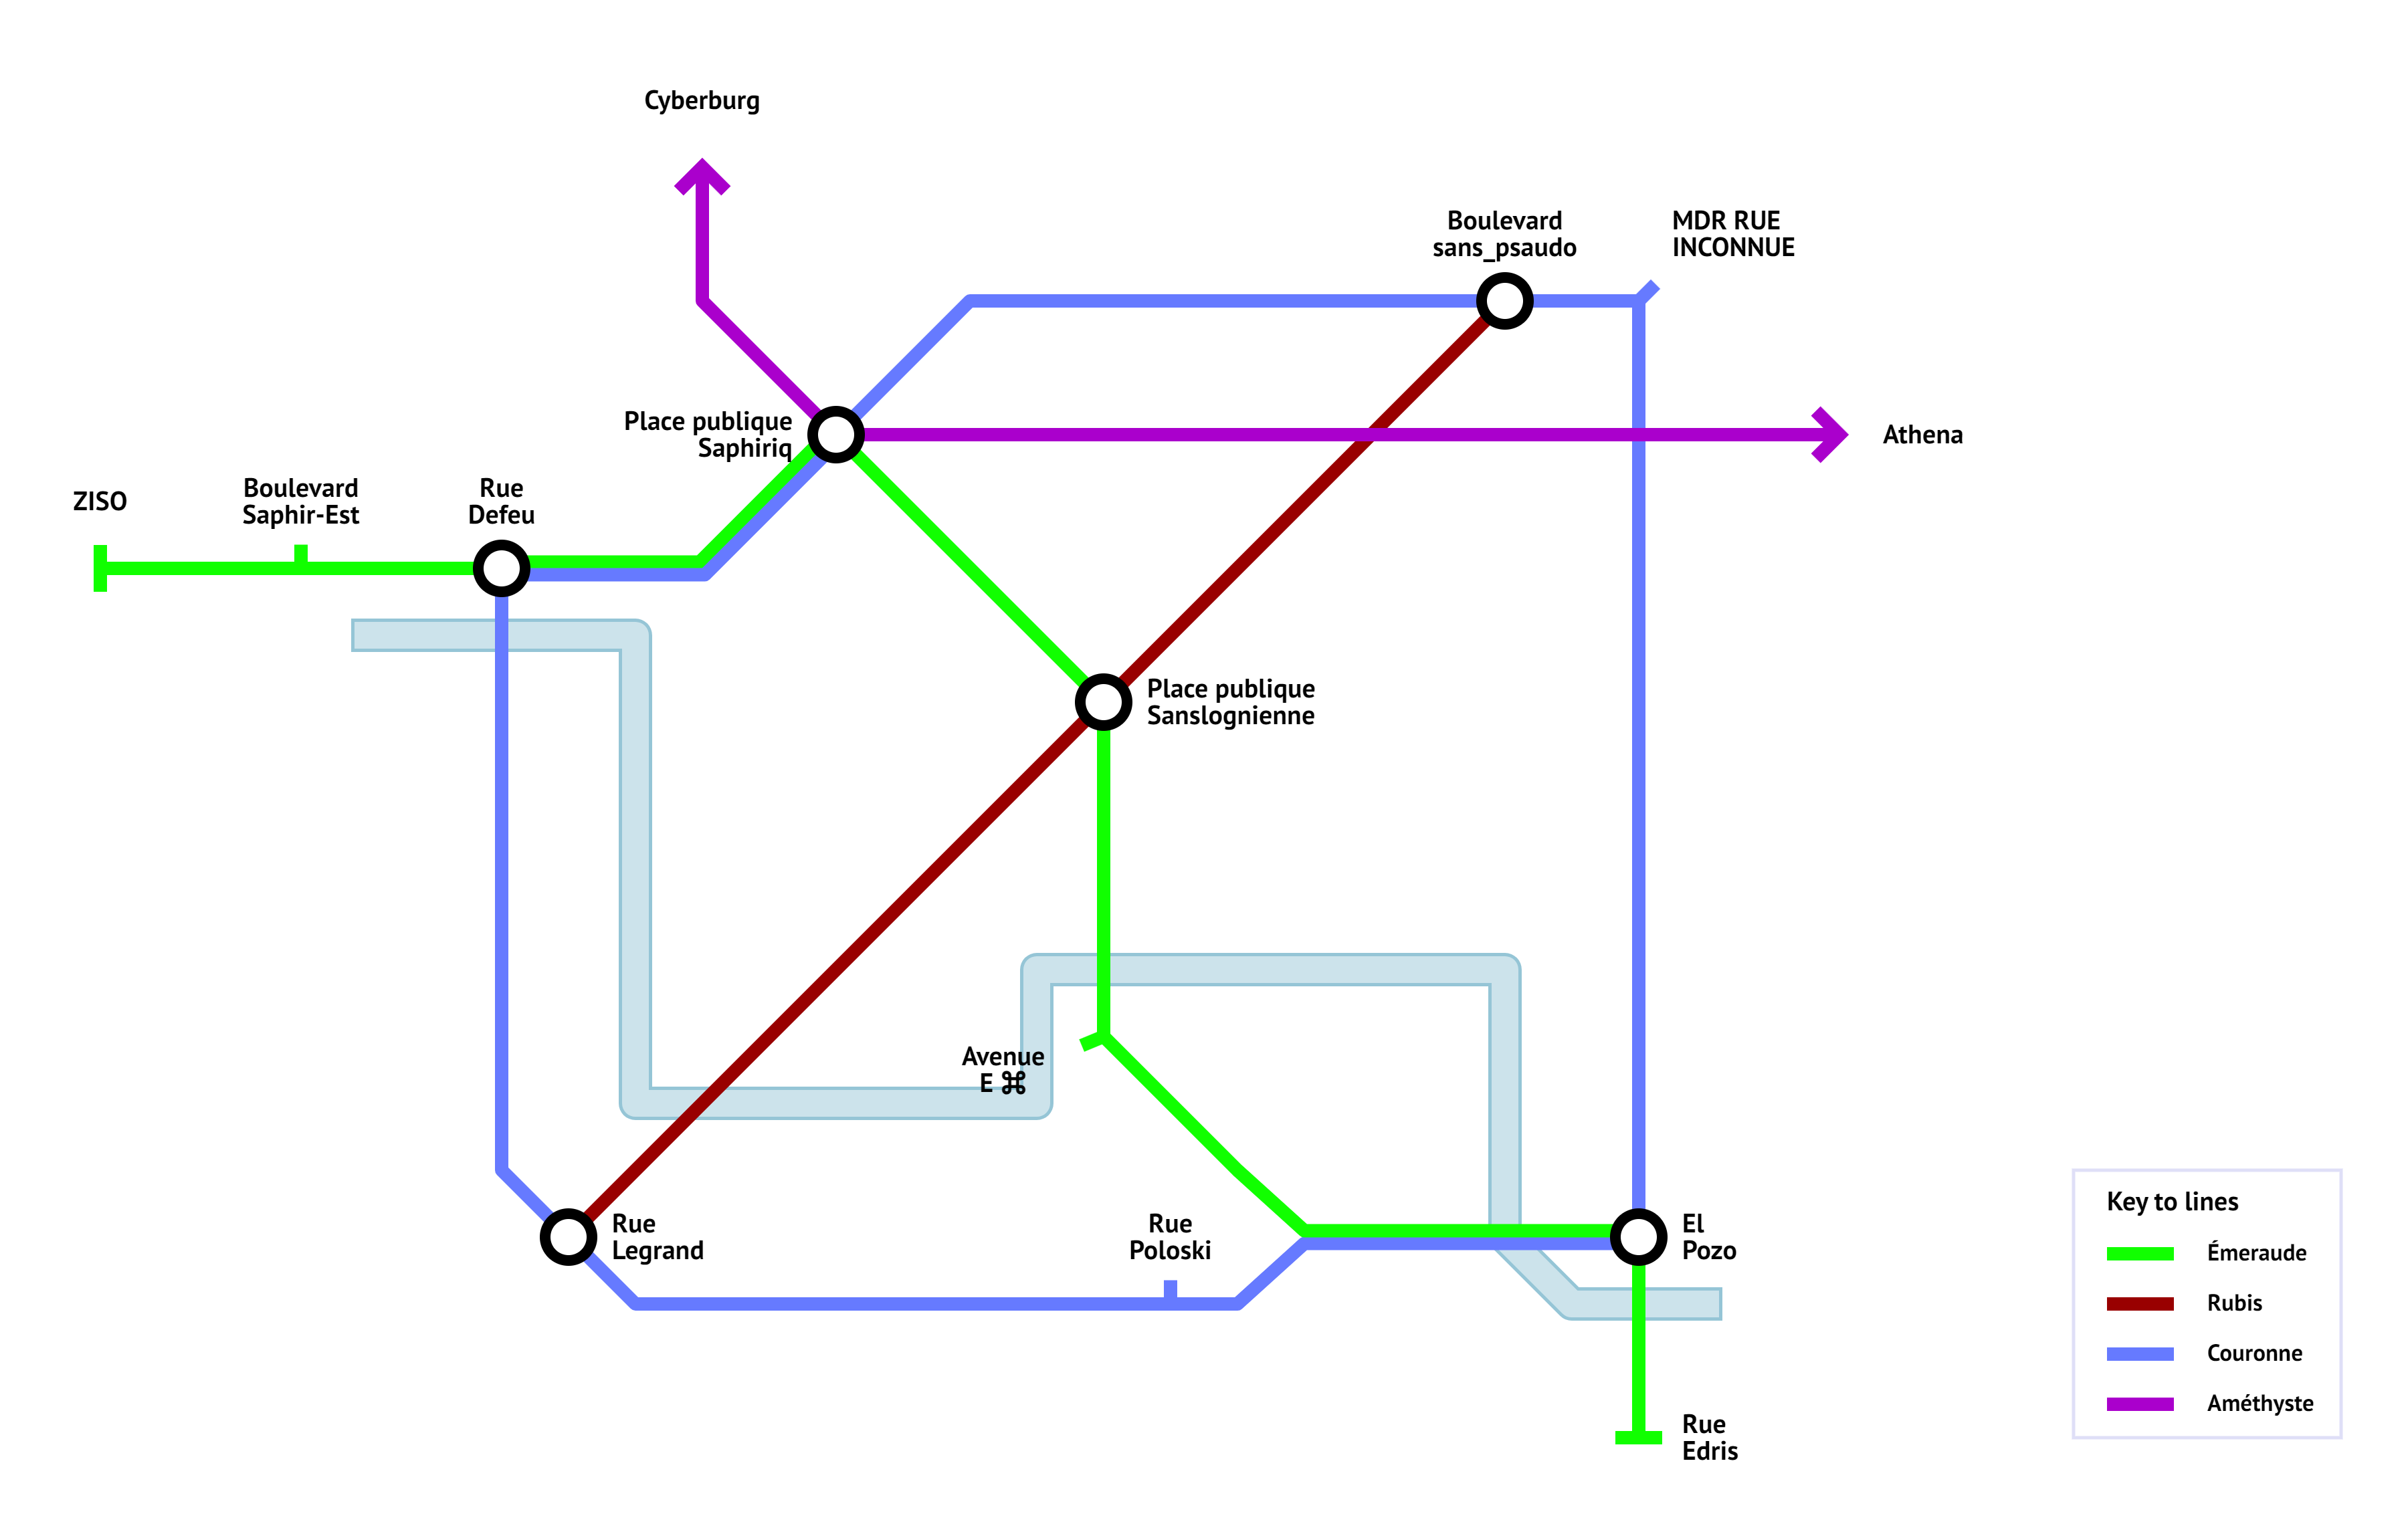 Cyberburg
Boulevard
sans_psaudo
MDR RUE
INCONNUE
Place publique
Saphiriq
Athena
ZISO
Boulevard
Saphir-Est
Rue
Defeu
Place publique
Sanslognienne
Avenue
E ⌘
Rue
Legrand
Rue
Poloski
El
Pozo
Rue
Edris
Key to lines
Émeraude
Rubis
Couronne
Améthyste